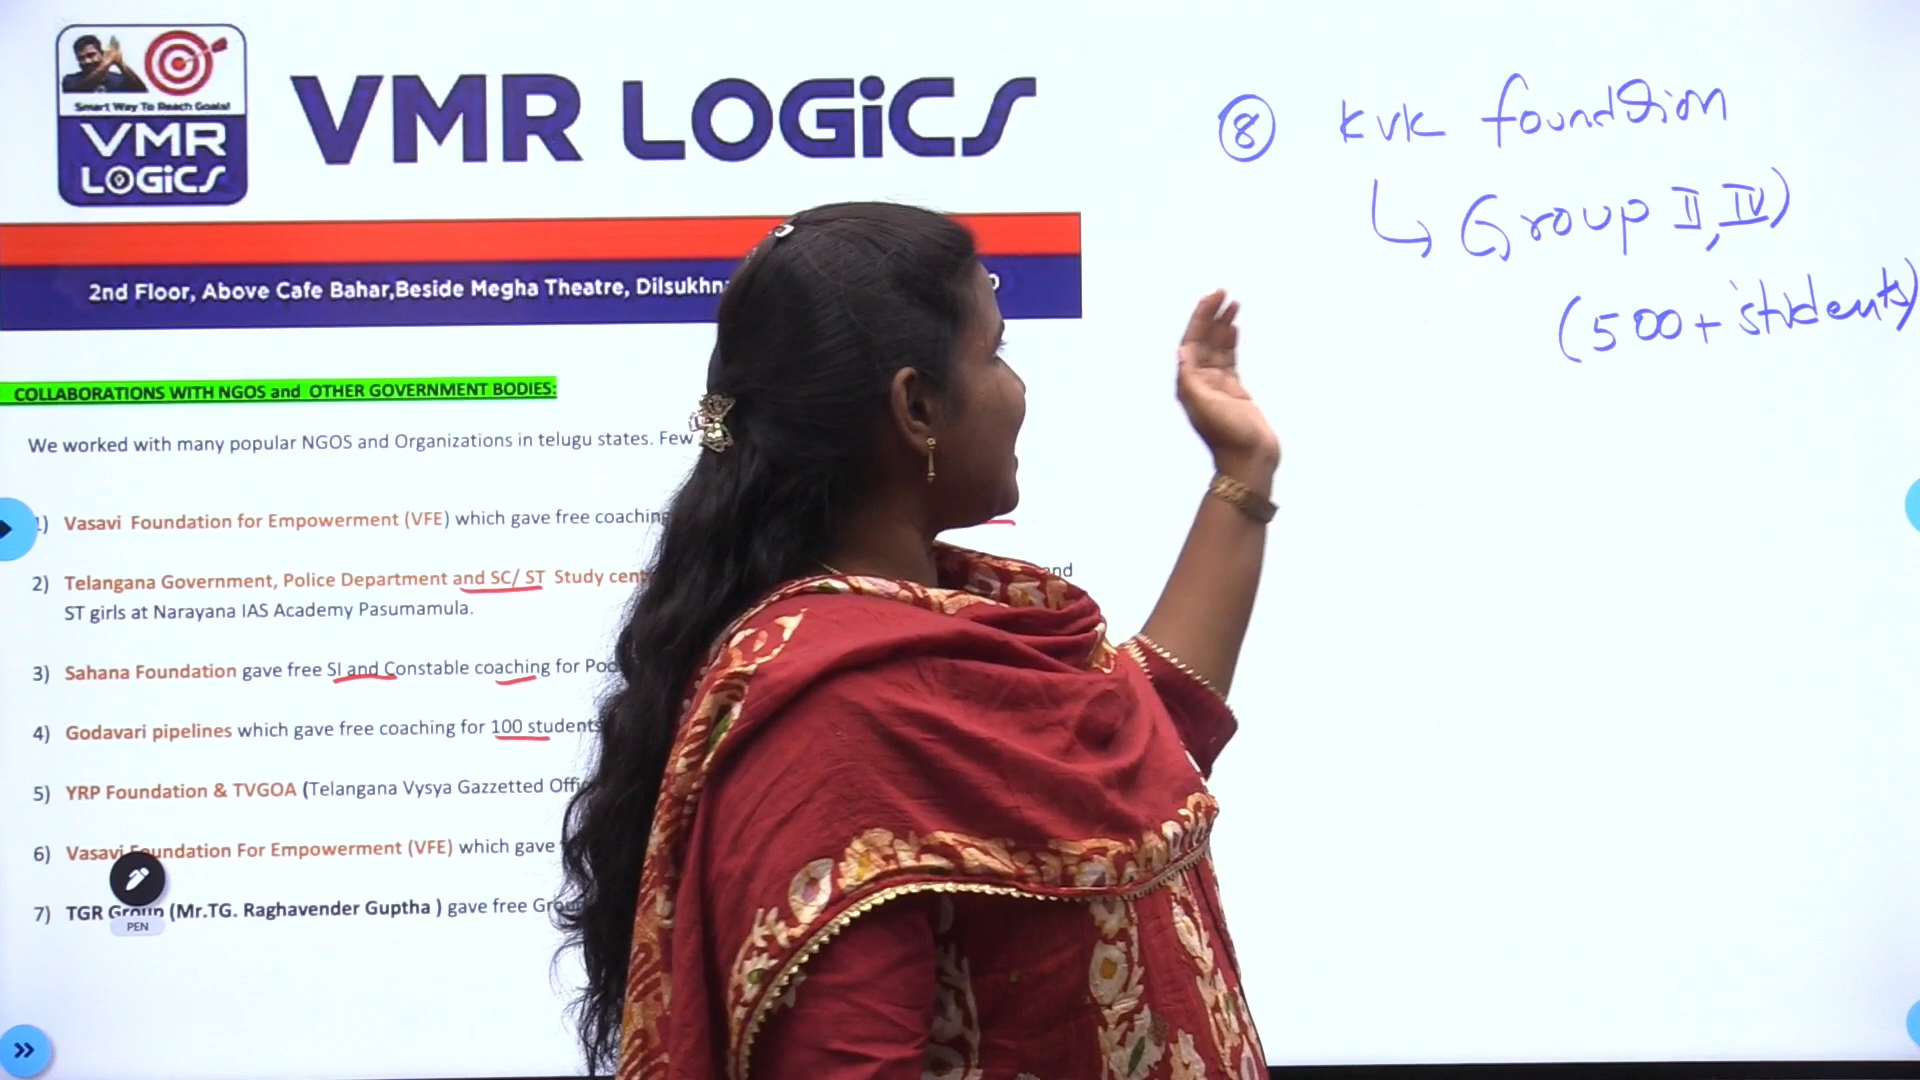 Smart Way To Reach Goals!
VMR
LOGiCS
VMR LOGiCS
2nd Floor, Above Cafe Bahar,Beside Megha Theatre,
COLLABORATIONS WITH NGOS and OTHER GOVERNMENT BODIES:
We worked with many popular NGOS and Organizations in telugu states. Few
1) Vasavi Foundation for Empowerment (VFE) which gave free coaching
2) Telangana Government, Police Department and SC/ ST Study and
ST girls at Narayana IAS Academy Pasumamula.
3) Sahana Foundation gave free SI and Constable coaching for
4) Godavari pipelines which gave free coaching for 100 students
5) YRP Foundation & TVGOA (Telangana Vysya Gazzetted
6) Vasavi Foundation For Empowerment (VFE) which gave
7) TGR Group (Mr.TG. Raghavender Guptha ) gave free
PEN
8 KVK foundation
Group II, IV)
(500+ students)